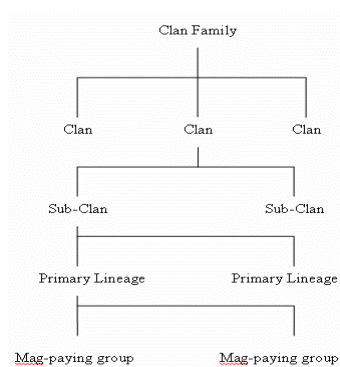 Clan Family
Clan Clan Clan
Sub-Clan Sub-Clan
Primary Lineage Primary Lineage
Mag-paying group Mag-paying group